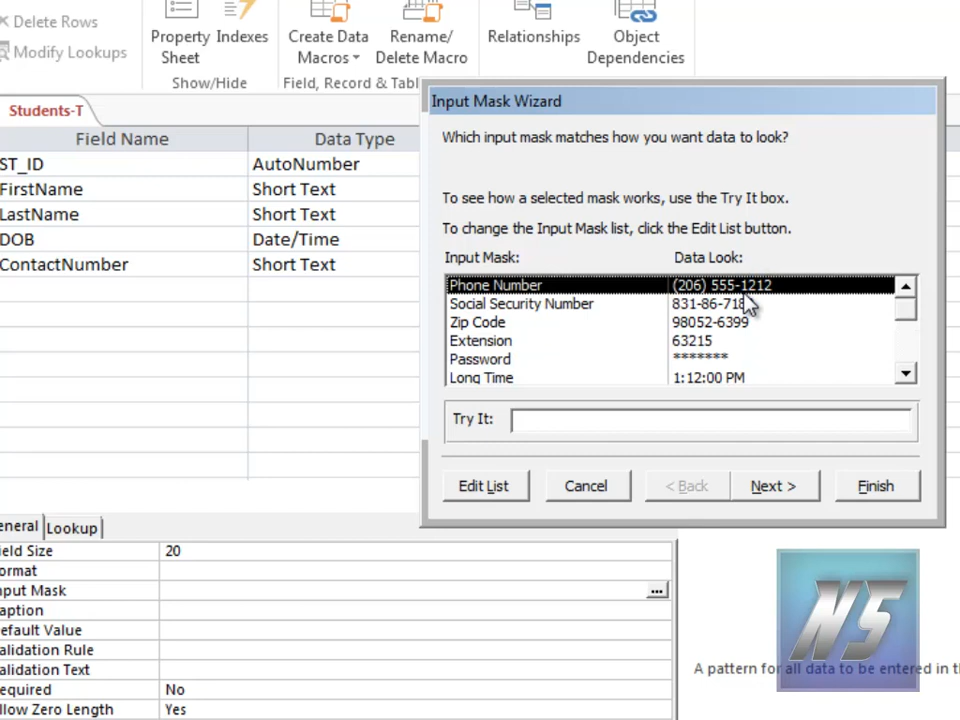 Delete Rows
Modify Lookups
Property Sheet
Indexes
Create Data Macros
Rename/ Delete Macro
Relationships
Object Dependencies
Show/Hide
Field, Record & Tabl
Students-T
Field Name Data Type
ST_ID AutoNumber
FirstName Short Text
LastName Short Text
DOB Date/Time
ContactNumber Short Text
Input Mask Wizard
Which input mask matches how you want data to look?
To see how a selected mask works, use the Try It box.
To change the Input Mask list, click the Edit List button.
Input Mask: Data Look:
Phone Number (206) 555-1212
Social Security Number 831-86-718
Zip Code 98052-6399
Extension 63215
Password *******
Long Time 1:12:00 PM
Try It:
Edit List Cancel < Back Next > Finish
eneral Lookup
ield Size 20
ormat
nput Mask ...
aption
efault Value
alidation Rule
alidation Text
equired No
llow Zero Length Yes
NS
A pattern for all data to be entered in th